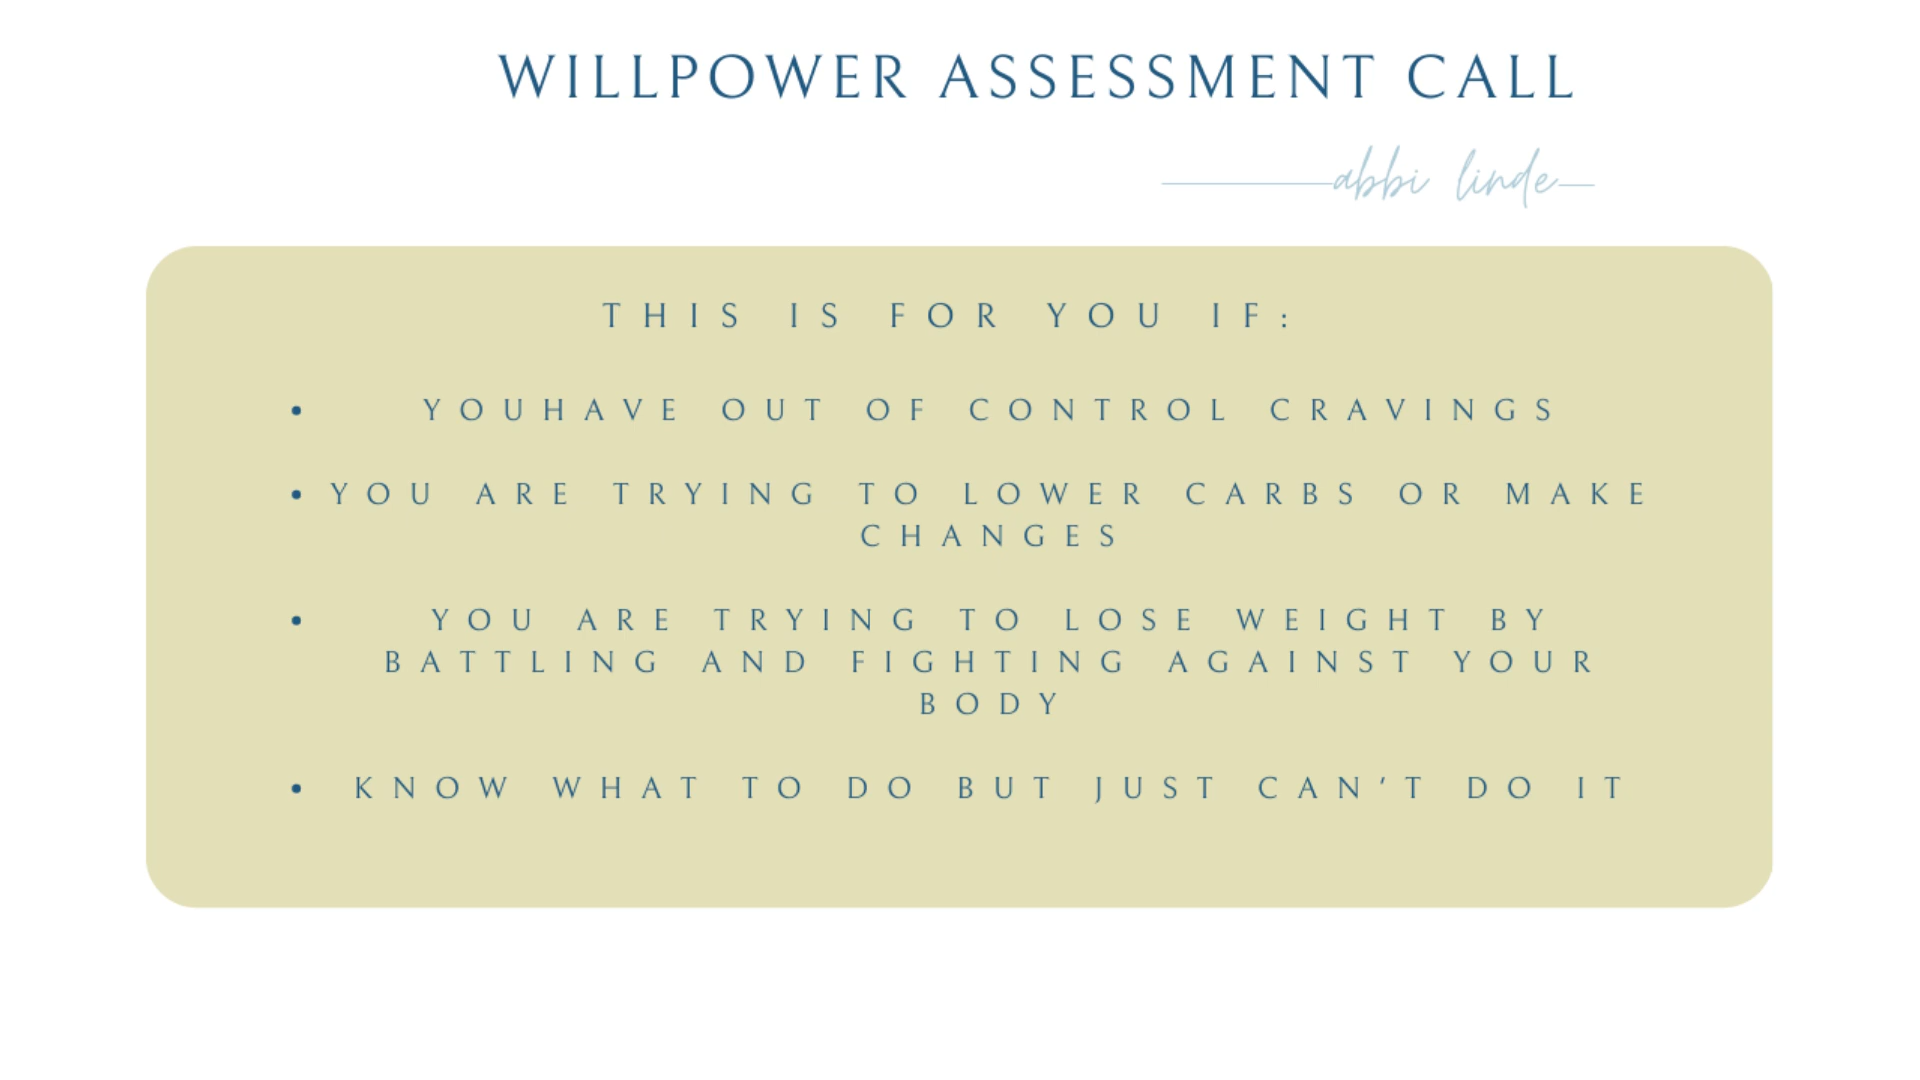 WILLPOWER ASSESSMENT CALL
abbi linde
THIS IS FOR YOU IF:
• YOUHAVE OUT OF CONTROL CRAVINGS
• YOU ARE TRYING TO LOWER CARBS OR MAKE
CHANGES
• YOU ARE TRYING TO LOSE WEIGHT BY
BATTLING AND FIGHTING AGAINST YOUR
BODY
• KNOW WHAT TO DO BUT JUST CAN'T DO IT